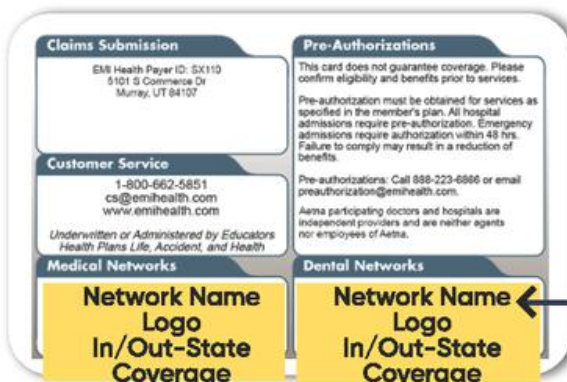 Claims Submission
EMI Health Payer ID: SX110
5101 S Commerce Dr
Murray, UT 84107
Customer Service
1-800-662-5851
cs@emihealth.com
www.emihealth.com
Underwritten or Administered by Educators
Health Plans Life, Accident, and Health
Medical Networks
Network Name
Logo
In/Out-State
Coverage
Pre-Authorizations
This card does not guarantee coverage. Please
confirm eligibility and benefits prior to services.
Pre-authorization must be obtained for services as
specified in the member's plan. All hospital
admissions require pre-authorization. Emergency
admissions require authorization within 48 hrs.
Failure to comply may result in a reduction of
benefits.
Pre-authorizations: Call 888-223-6866 or email
preauthorization@emihealth.com.
Aetna participating doctors and hospitals are
independent providers and are neither agents
nor employees of Aetna.
Dental Networks
Network Name
Logo
In/Out-State
Coverage